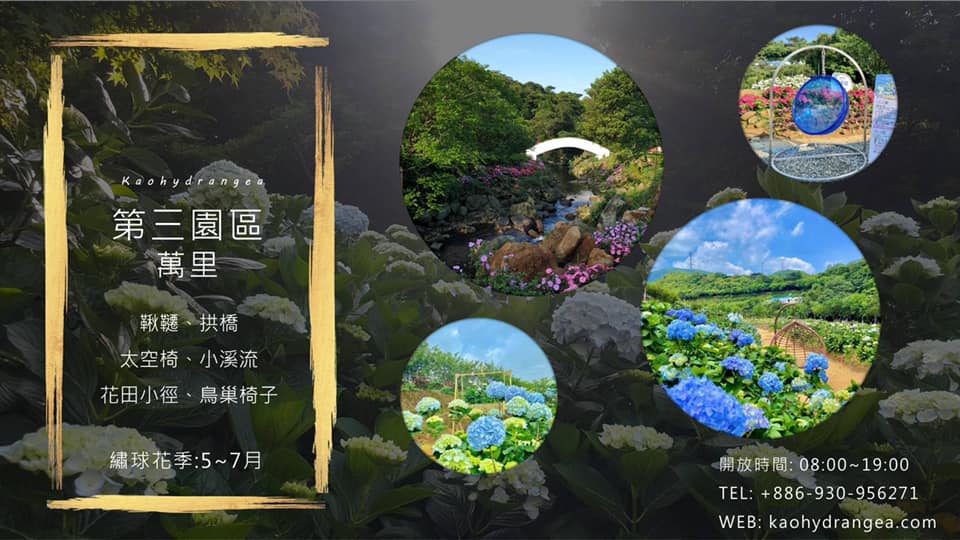 Kaohydrangea
第三園區
萬里
鞦韆、拱橋
太空椅、小溪流
花田小徑、鳥巢椅子
繡球花季:5~7月
開放時間: 08:00~19:00
TEL: +886-930-956271
WEB: kaohydrangea.com